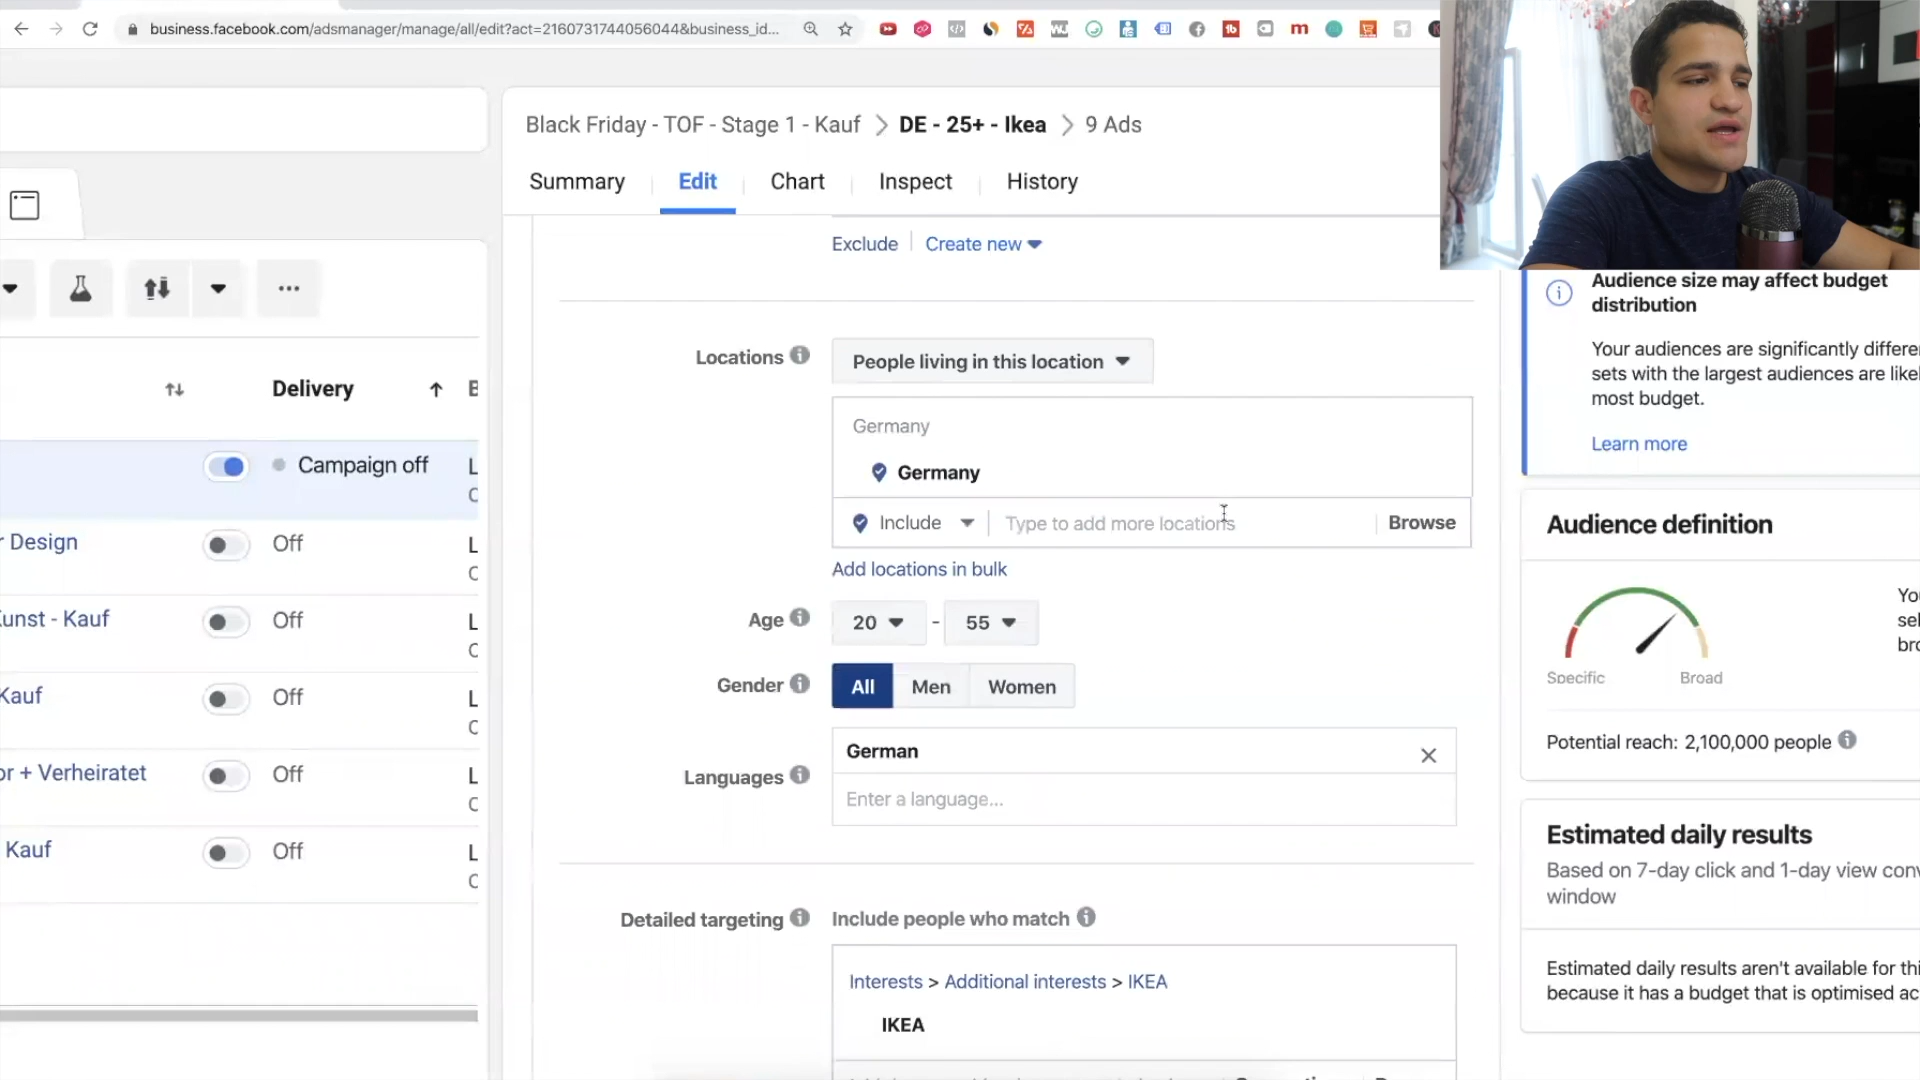 business.facebook.com/adsmanager/manage/all/edit?act=2160731744056044&business_id...
Black Friday - TOF - Stage 1 - Kauf > DE - 25+ - Ikea > 9 Ads
Summary Edit Chart Inspect History
Exclude Create new
Delivery
Campaign off
r Design Off
Kunst - Kauf Off
Kauf Off
or + Verheiratet Off
Kauf Off
Locations People living in this location
Germany
Germany
Include Type to add more locations Browse
Add locations in bulk
Age 20 - 55
Gender All Men Women
Languages German
Enter a language...
Detailed targeting Include people who match
Interests > Additional interests > IKEA
IKEA
Audience size may affect budget
distribution
Your audiences are significantly differe
sets with the largest audiences are likel
most budget.
Learn more
Audience definition
Specific Broad
Potential reach: 2,100,000 people
Estimated daily results
Based on 7-day click and 1-day view conv
window
Estimated daily results aren't available for thi
because it has a budget that is optimised ac